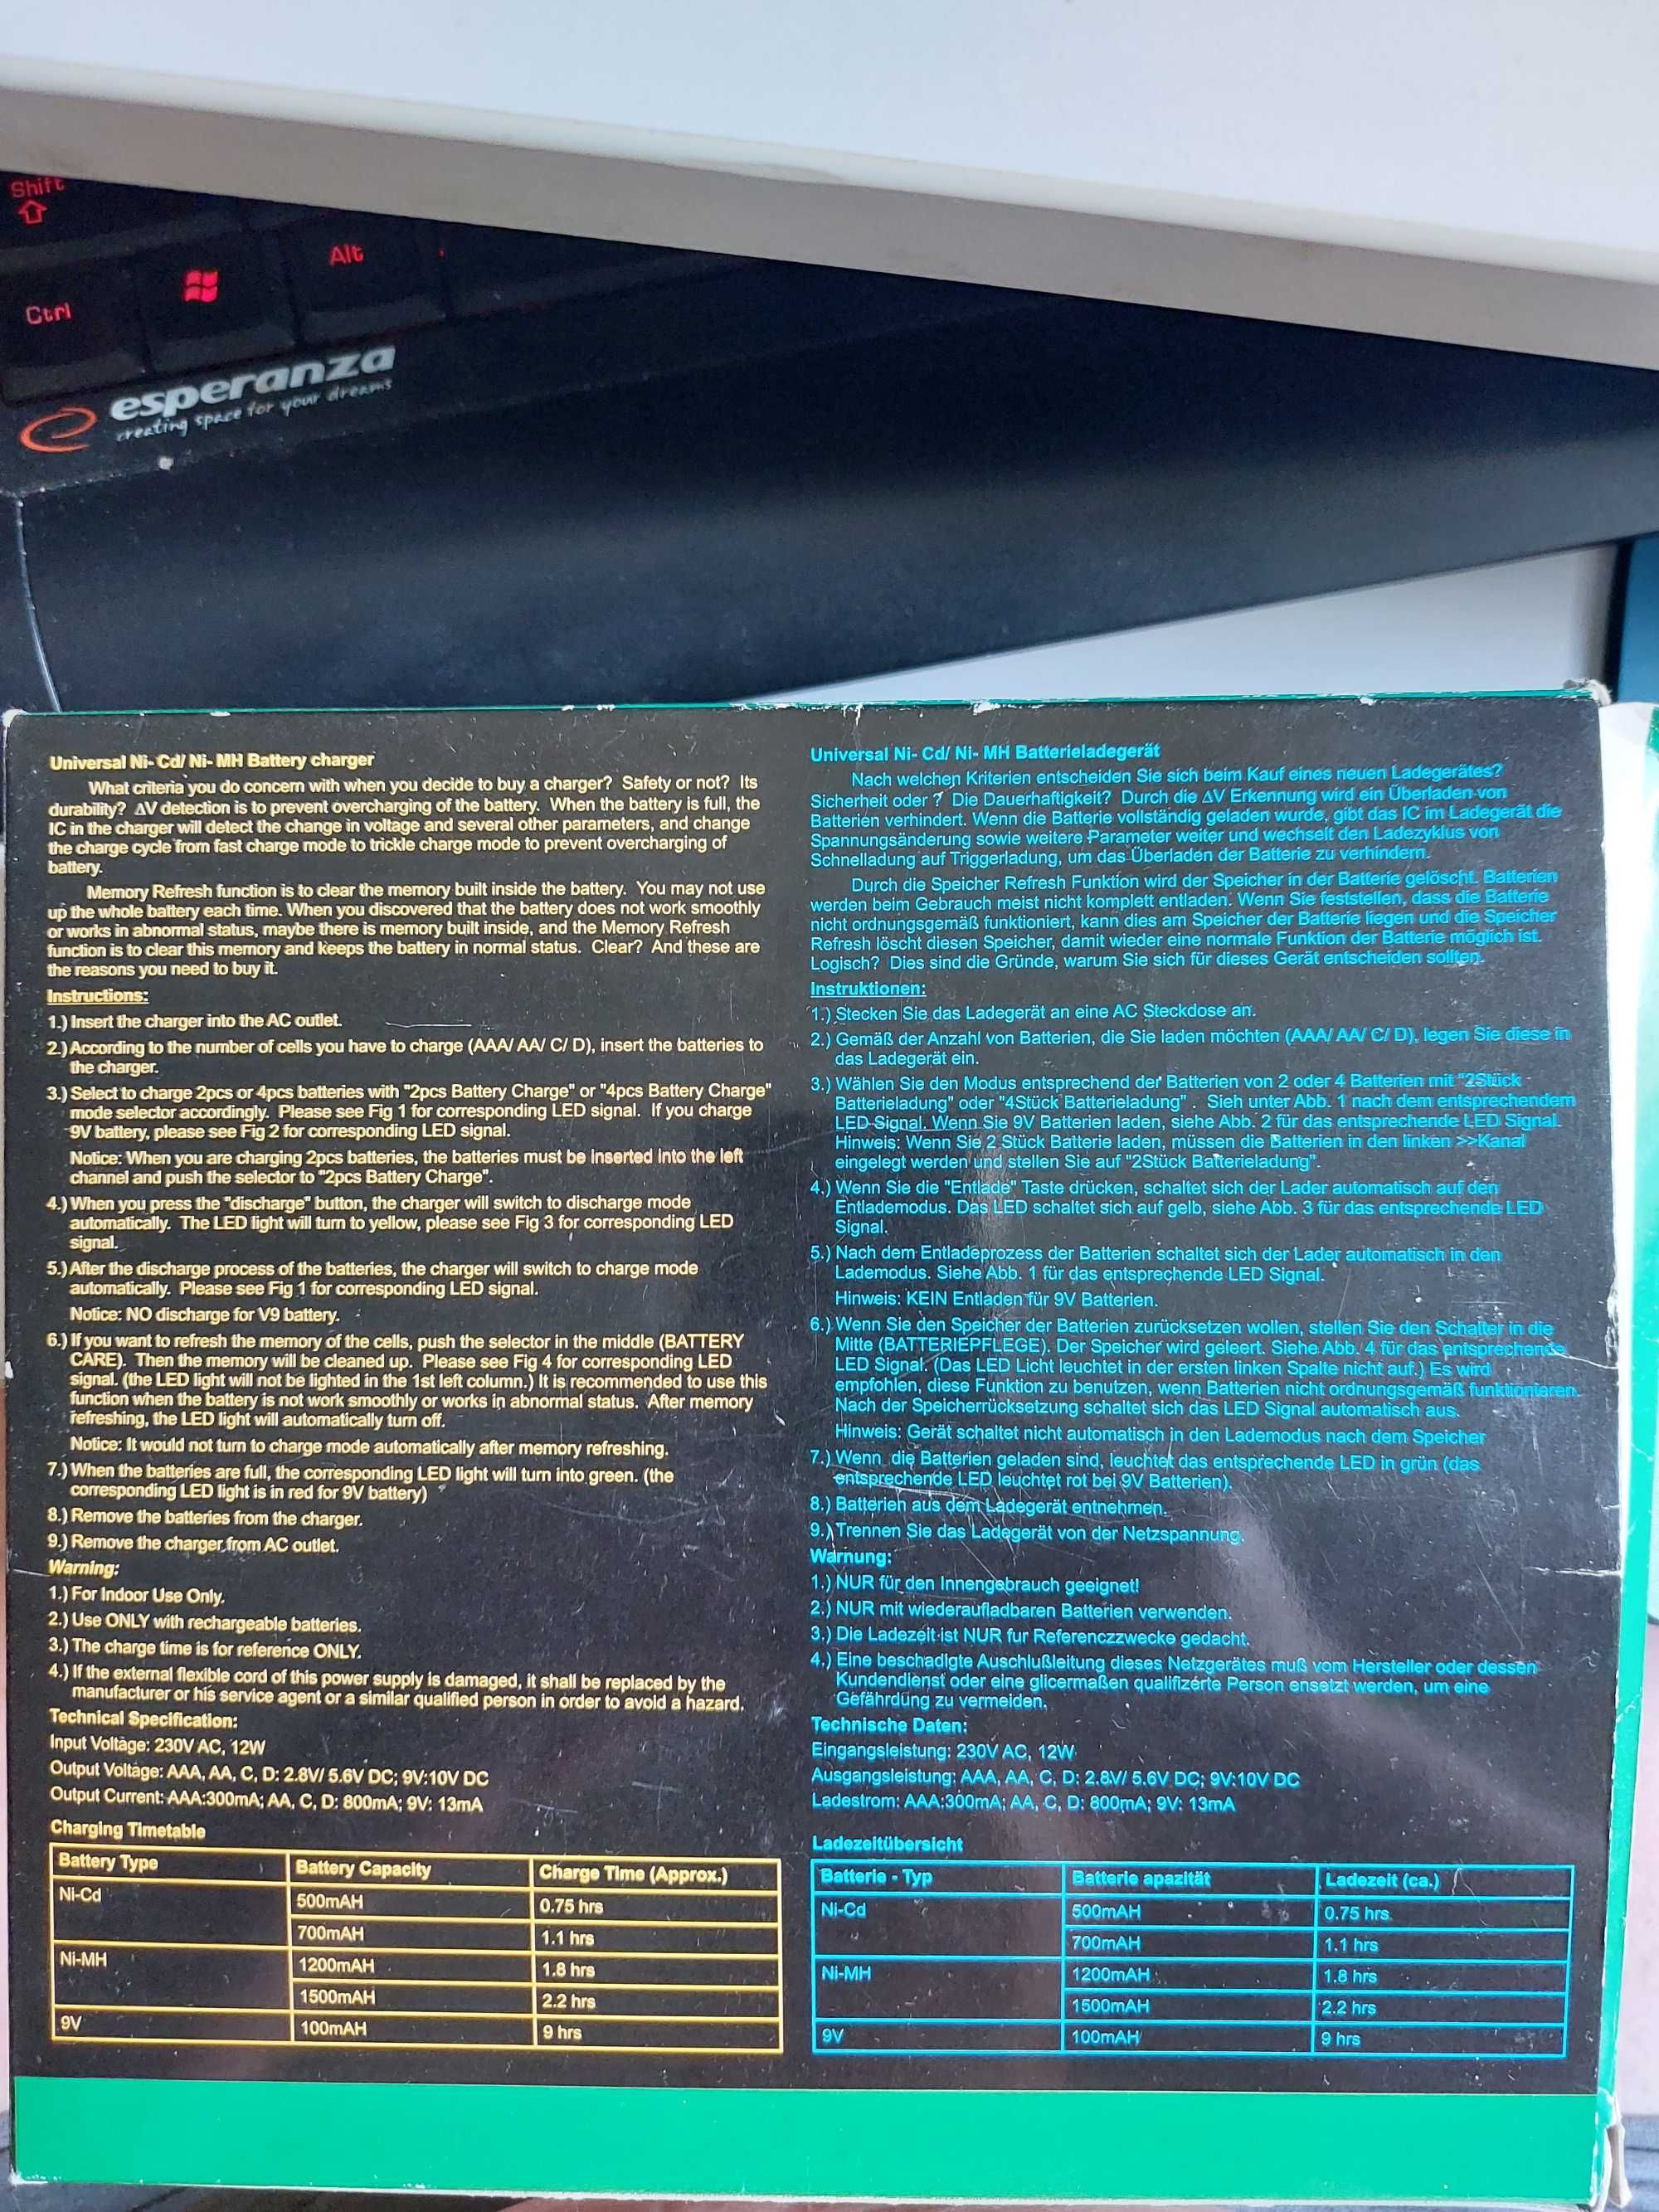 Shift
Ctrl
Alt
esperanza
creating space for your dreams
Universal Ni- Cd/ Ni- MH Battery charger
What criteria you do concern with when you decide to buy a charger? Safety or not? Its
durability? ΔV detection is to prevent overcharging of the battery. When the battery is full, the
IC in the charger will detect the change in voltage and several other parameters, and change
the charge cycle from fast charge mode to trickle charge mode to prevent overcharging of
battery.
Memory Refresh function is to clear the memory built inside the battery. You may not use
up the whole battery each time. When you discovered that the battery does not work smoothly
or works in abnormal status, maybe there is memory built inside, and the Memory Refresh
function is to clear this memory and keeps the battery in normal status. Clear? And these are
the reasons you need to buy it.
Instructions:
1.) Insert the charger into the AC outlet.
2.) According to the number of cells you have to charge (AAA/ AA/ C/ D), insert the batteries to
the charger.
3.) Select to charge 2pcs or 4pcs batteries with "2pcs Battery Charge" or "4pcs Battery Charge"
mode selector accordingly. Please see Fig 1 for corresponding LED signal. If you charge
9V battery, please see Fig 2 for corresponding LED signal.
Notice: When you are charging 2pcs batteries, the batteries must be inserted into the left
channel and push the selector to "2pcs Battery Charge".
4.) When you press the "discharge" button, the charger will switch to discharge mode
automatically. The LED light will turn to yellow, please see Fig 3 for corresponding LED
signal.
5.) After the discharge process of the batteries, the charger will switch to charge mode
automatically. Please see Fig 1 for corresponding LED signal.
Notice: NO discharge for V9 battery.
6.) If you want to refresh the memory of the cells, push the selector in the middle (BATTERY
CARE). Then the memory will be cleaned up. Please see Fig 4 for corresponding LED
signal. (the LED light will not be lighted in the 1st left column.) It is recommended to use this
function when the battery is not work smoothly or works in abnormal status. After memory
refreshing, the LED light will automatically turn off.
Notice: It would not turn to charge mode automatically after memory refreshing.
7.) When the batteries are full, the corresponding LED light will turn into green. (the
corresponding LED light is in red for 9V battery)
8.) Remove the batteries from the charger.
9.) Remove the charger from AC outlet.
Warning:
1.) For Indoor Use Only.
2.) Use ONLY with rechargeable batteries.
3.) The charge time is for reference ONLY.
4.) If the external flexible cord of this power supply is damaged, it shall be replaced by the
manufacturer or his service agent or a similar qualified person in order to avoid a hazard.
Technical Specification:
Input Voltage: 230V AC, 12W
Output Voltage: AAA, AA, C, D: 2.8V/ 5.6V DC; 9V:10V DC
Output Current: AAA:300mA; AA, C, D: 800mA; 9V: 13mA
Charging Timetable
Battery Type Battery Capacity Charge Time (Approx.)
Ni-Cd 500mAH 0.75 hrs
700mAH 1.1 hrs
Ni-MH 1200mAH 1.8 hrs
1500mAH 2.2 hrs
9V 100mAH 9 hrs
Universal Ni- Cd/ Ni- MH Batterieladegerät
Nach welchen Kriterien entscheiden Sie sich beim Kauf eines neuen Ladegerätes?
Sicherheit oder ? Die Dauerhaftigkeit? Durch die ΔV Erkennung wird ein Überladen von
Batterien verhindert. Wenn die Batterie vollständig geladen wurde, gibt das IC im Ladegerät die
Spannungsänderung sowie weitere Parameter weiter und wechselt den Ladezyklus von
Schnelladung auf Triggerladung, um das Überladen der Batterie zu verhindern.
Durch die Speicher Refresh Funktion wird der Speicher in der Batterie gelöscht. Batterien
werden beim Gebrauch meist nicht komplett entladen. Wenn Sie feststellen, dass die Batterie
nicht ordnungsgemäß funktioniert, kann dies am Speicher der Batterie liegen und die Speicher
Refresh löscht diesen Speicher, damit wieder eine normale Funktion der Batterie möglich ist.
Logisch? Dies sind die Gründe, warum Sie sich für dieses Gerät entscheiden sollten.
Instruktionen:
1.) Stecken Sie das Ladegerät an eine AC Steckdose an.
2.) Gemäß der Anzahl von Batterien, die Sie laden möchten (AAA/ AA/ C/ D), legen Sie diese in
das Ladegerät ein.
3.) Wählen Sie den Modus entsprechend der Batterien von 2 oder 4 Batterien mit "2Stück
Batterieladung" oder "4Stück Batterieladung" . Sieh unter Abb. 1 nach dem entsprechendem
LED Signal. Wenn Sie 9V Batterien laden, siehe Abb. 2 für das entsprechende LED Signal.
Hinweis: Wenn Sie 2 Stück Batterie laden, müssen die Batterien in den linken >>Kanal
eingelegt werden und stellen Sie auf "2Stück Batterieladung".
4.) Wenn Sie die "Entlade" Taste drücken, schaltet sich der Lader automatisch auf den
Entlademodus. Das LED schaltet sich auf gelb, siehe Abb. 3 für das entsprechende LED
Signal.
5.) Nach dem Entladeprozess der Batterien schaltet sich der Lader automatisch in den
Lademodus. Siehe Abb. 1 für das entsprechende LED Signal.
Hinweis: KEIN Entladen für 9V Batterien.
6.) Wenn Sie den Speicher der Batterien zurücksetzen wollen, stellen Sie den Schalter in die
Mitte (BATTERIEPFLEGE). Der Speicher wird geleert. Siehe Abb. 4 für das entsprechende
LED Signal. (Das LED Licht leuchtet in der ersten linken Spalte nicht auf.) Es wird
empfohlen, diese Funktion zu benutzen, wenn Batterien nicht ordnungsgemäß funktionieren.
Nach der Speicherrücksetzung schaltet sich das LED Signal automatisch aus.
Hinweis: Gerät schaltet nicht automatisch in den Lademodus nach dem Speicher
7.) Wenn die Batterien geladen sind, leuchtet das entsprechende LED in grün (das
entsprechende LED leuchtet rot bei 9V Batterien).
8.) Batterien aus dem Ladegerät entnehmen.
9.) Trennen Sie das Ladegerät von der Netzspannung.
Warnung:
1.) NUR für den Innengebrauch geeignet!
2.) NUR mit wiederaufladbaren Batterien verwenden.
3.) Die Ladezeit ist NUR fur Referenczzwecke gedacht.
4.) Eine beschadigte Auschlußleitung dieses Netzgerätes muß vom Hersteller oder dessen
Kundendienst oder eine glicermaßen qualifizerte Person ensetzt werden, um eine
Gefährdung zu vermeiden.
Technische Daten:
Eingangsleistung: 230V AC, 12W
Ausgangsleistung: AAA, AA, C, D: 2.8V/ 5.6V DC; 9V:10V DC
Ladestrom: AAA:300mA; AA, C, D: 800mA; 9V: 13mA
Ladezeitübersicht
Batterie - Typ Batterie apazität Ladezeit (ca.)
Ni-Cd 500mAH 0.75 hrs
700mAH 1.1 hrs
Ni-MH 1200mAH 1.8 hrs
1500mAH 2.2 hrs
9V 100mAH 9 hrs